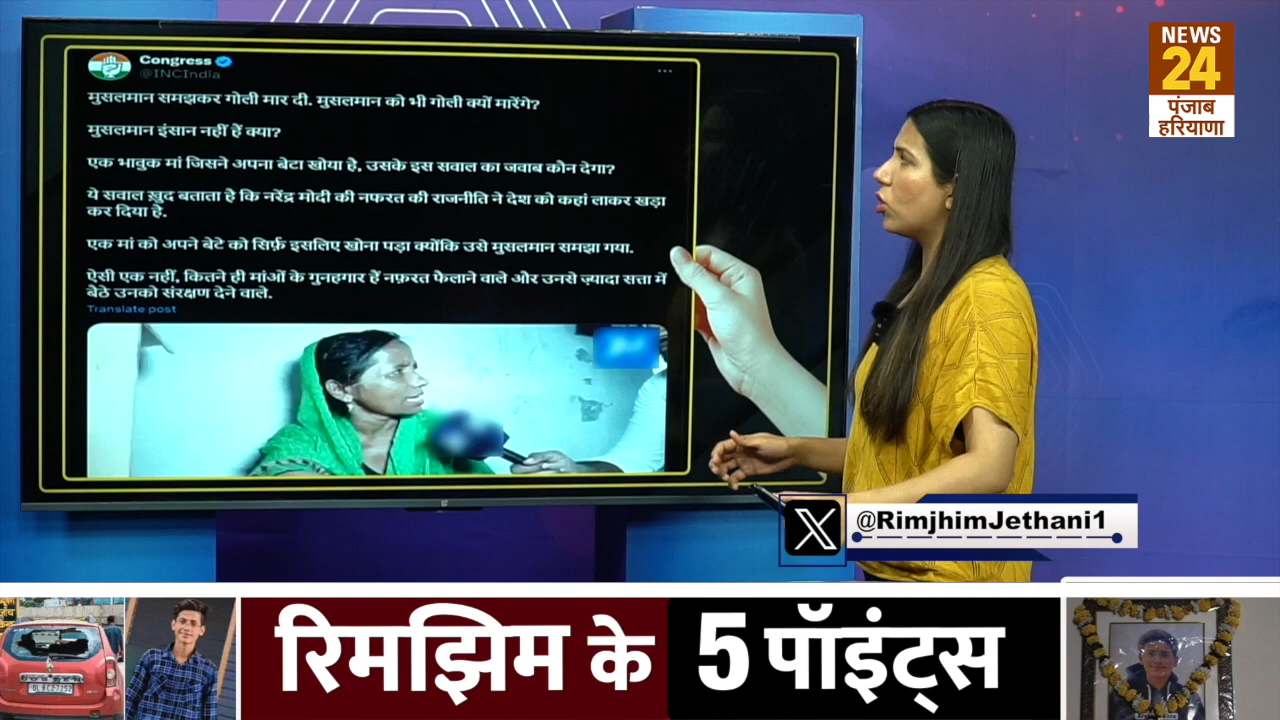 Congress
@INCIndia
मुसलमान समझकर गोली मार दी. मुसलमान को भी गोली क्यों मारेंगे?
मुसलमान इंसान नहीं हैं क्या?
एक भावुक मां जिसने अपना बेटा खोया है, उसके इस सवाल का जवाब कौन देगा?
ये सवाल ख़ुद बताता है कि नरेंद्र मोदी की नफरत की राजनीति ने देश को कहां लाकर खड़ा
कर दिया है.
एक मां को अपने बेटे को सिर्फ़ इसलिए खोना पड़ा क्योंकि उसे मुसलमान समझा गया.
ऐसी एक नहीं, कितने ही मांओं के गुनहगार हैं नफ़रत फैलाने वाले और उनसे ज़्यादा सत्ता में
बैठे उनको संरक्षण देने वाले.
Translate post
NEWS
24
पंजाब
हरियाणा
X
@RimjhimJethani1
रिमझिम के 5 पॉइंट्स